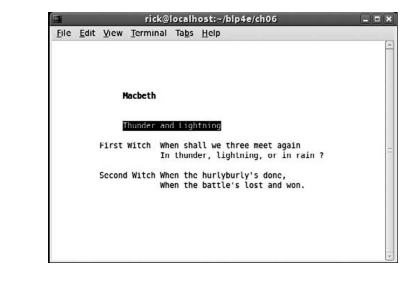 rick@localhost:~/blp4e/ch06
File Edit View Terminal Tabs Help
Macbeth
Thunder and Lightning
First Witch When shall we three meet again
In thunder, lightning, or in rain ?
Second Witch When the hurlyburly's done,
When the battle's lost and won.